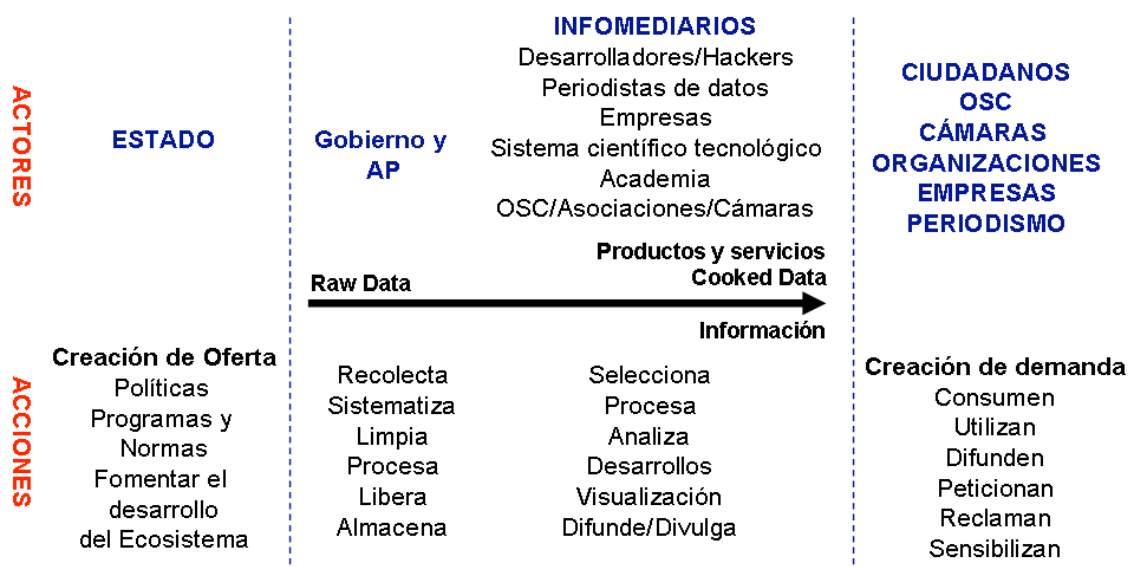 ACTORES
ESTADO
Gobierno y
AP
INFOMEDIARIOS
Desarrolladores/Hackers
Periodistas de datos
Empresas
Sistema científico tecnológico
Academia
OSC/Asociaciones/Cámaras
CIUDADANOS
OSC
CÁMARAS
ORGANIZACIONES
EMPRESAS
PERIODISMO
Raw Data
Productos y servicios
Cooked Data
Información
ACCIONES
Creación de Oferta
Políticas
Programas y
Normas
Fomentar el
desarrollo
del Ecosistema
Recolecta
Sistematiza
Limpia
Procesa
Libera
Almacena
Selecciona
Procesa
Analiza
Desarrollos
Visualización
Difunde/Divulga
Creación de demanda
Consumen
Utilizan
Difunden
Peticionan
Reclaman
Sensibilizan